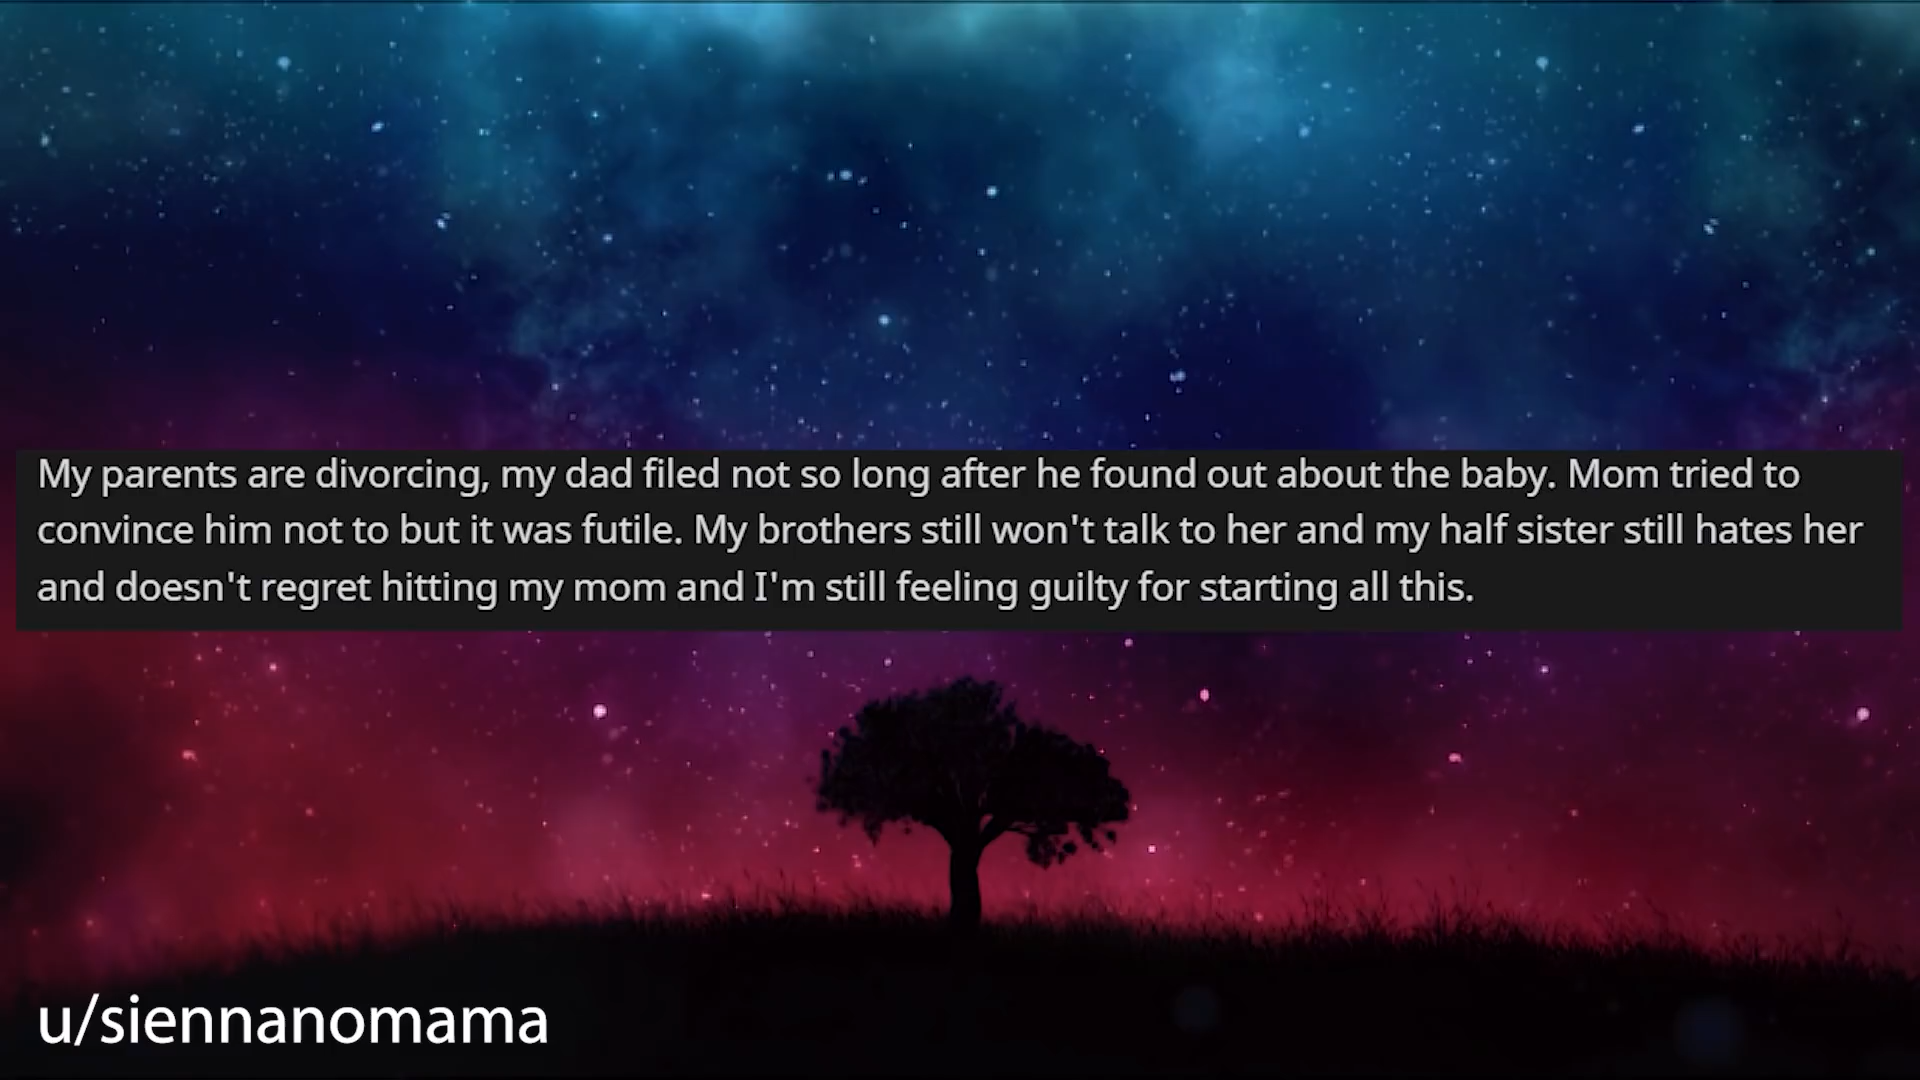 My parents are divorcing, my dad filed not so long after he found out about the baby. Mom tried to
convince him not to but it was futile. My brothers still won't talk to her and my half sister still hates her
and doesn't regret hitting my mom and I'm still feeling guilty for starting all this.
u/siennanomama